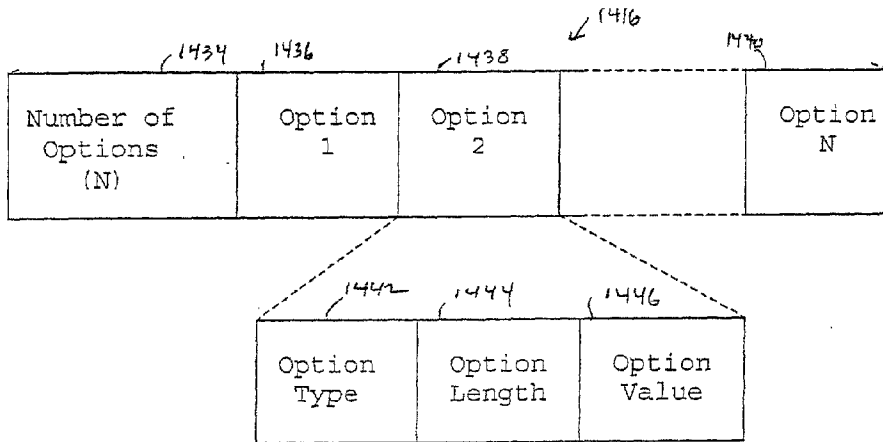 1416
1434
1436
1438
1440
Number of
Options
(N)
Option
1
Option
2
Option
N
1442
1444
1446
Option
Type
Option
Length
Option
Value